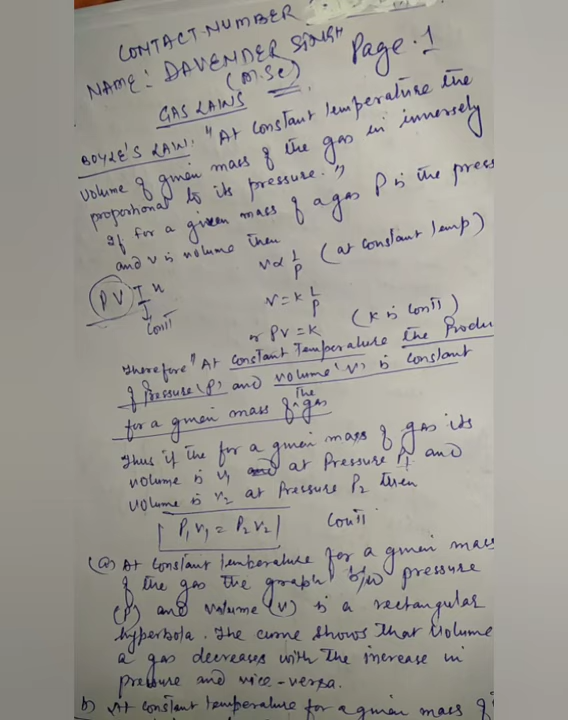 CONTACT-NUMBER :
NAME: DAVENDER SINGH
(M.Sc) Page. 1
GAS LAWS
BOYLE'S LAW: "At constant temperature the
volume of given mass of the gas in inversely
proportional to its pressure."
If for a given mass of a gas P is the press
and v is volume then
v ∝ 1/P (at constant temp)
PV
v = K 1/P
or PV = K (K is const)
Therefore "At constant Temperature the Produ
of Pressure (P) and volume (v) is constant
for a given mass of the gas
Thus if the for a given mass of gas its
volume is v1 at Pressure P1 and
volume is v2 at Pressure P2 then
P1 V1 = P2 V2
(a) At constant temperature for a given mass
of the gas the graph b/w pressure
(P) and volume (v) is a rectangular
hyperbola. The curve shows that volume
a gas decreases with the increase in
pressure and vice-versa.
b) At constant temperature for a given mass of